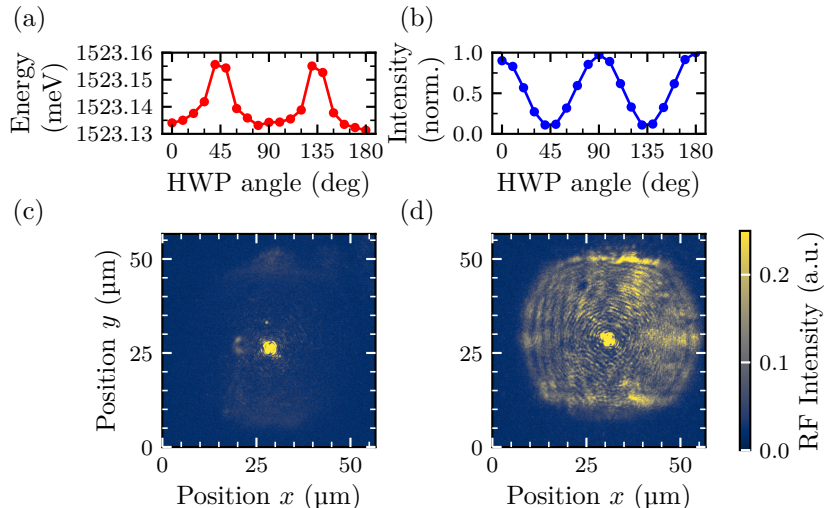 (a)
Energy
(meV)
1523.16
1523.15
1523.14
1523.13
0
45
90
135
180
HWP angle (deg)
(b)
Intensity
(norm.)
1.0
0.5
0.0
0
45
90
135
180
HWP angle (deg)
(c)
Position y (μm)
50
25
0
0
25
50
Position x (μm)
(d)
50
25
0
0
25
50
Position x (μm)
0.2
0.1
0.0
RF Intensity (a.u.)